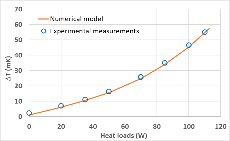 70
60
50
40
30
20
10
0
ΔT (mK)
Numerical model
Experimental measurements
0 20 40 60 80 100 120
Heat loads (W)